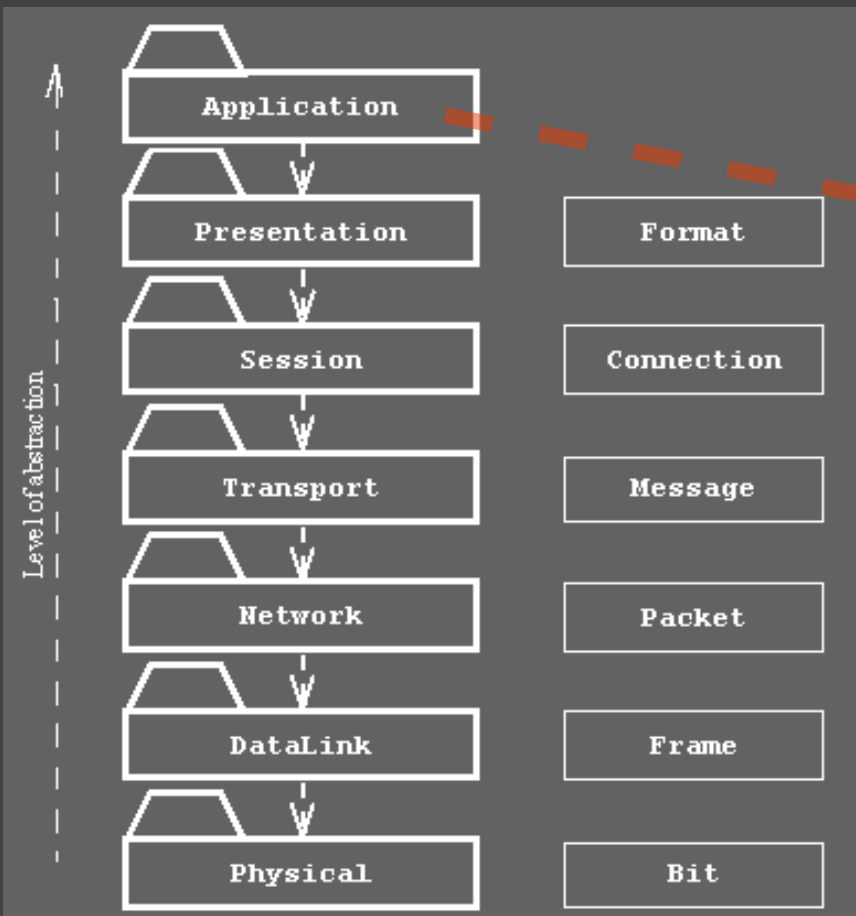 Application
Presentation
Format
Session
Connection
Level of abstraction
Transport
Message
Network
Packet
DataLink
Frame
Physical
Bit